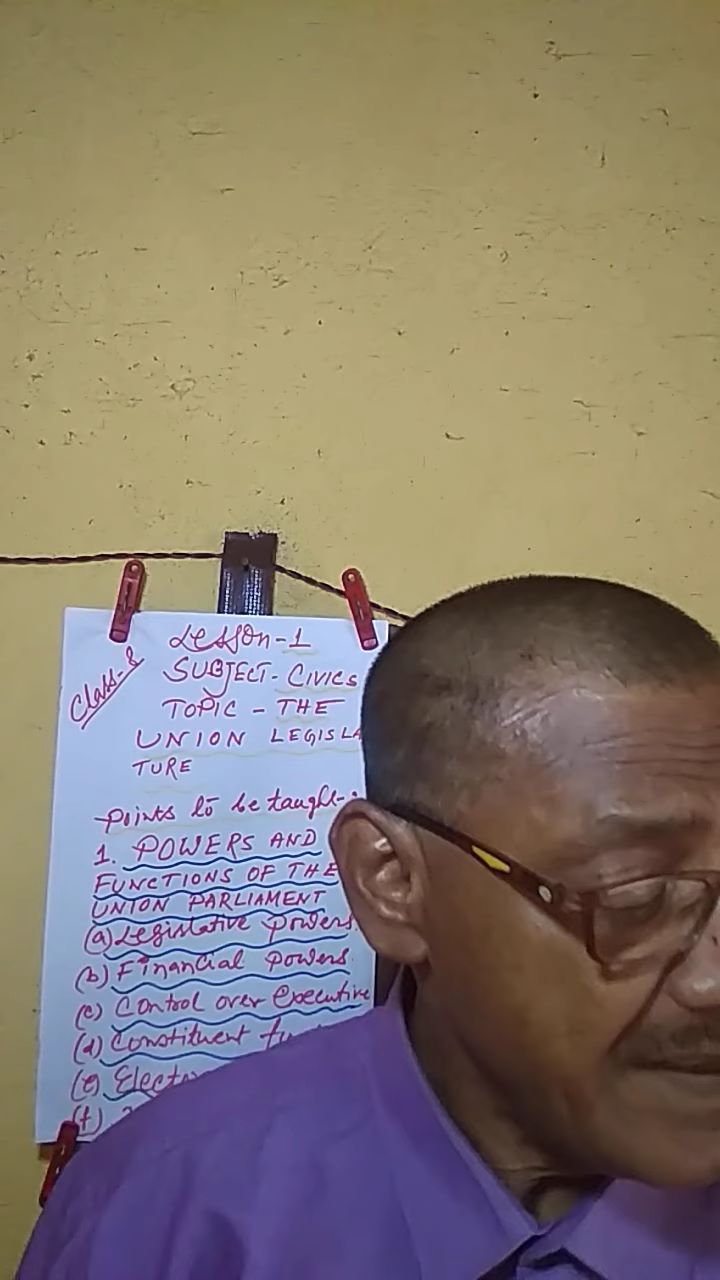 Lesson-1
Class-8
SUBJECT- CIVICS
TOPIC - THE
UNION LEGISLA
TURE
Points to be taught-:
1. POWERS AND
FUNCTIONS OF THE
UNION PARLIAMENT
(a) Legislative Powers.
(b) Financial Powers.
(c) Control over Executive
(d) Constituent
(e)
(f)